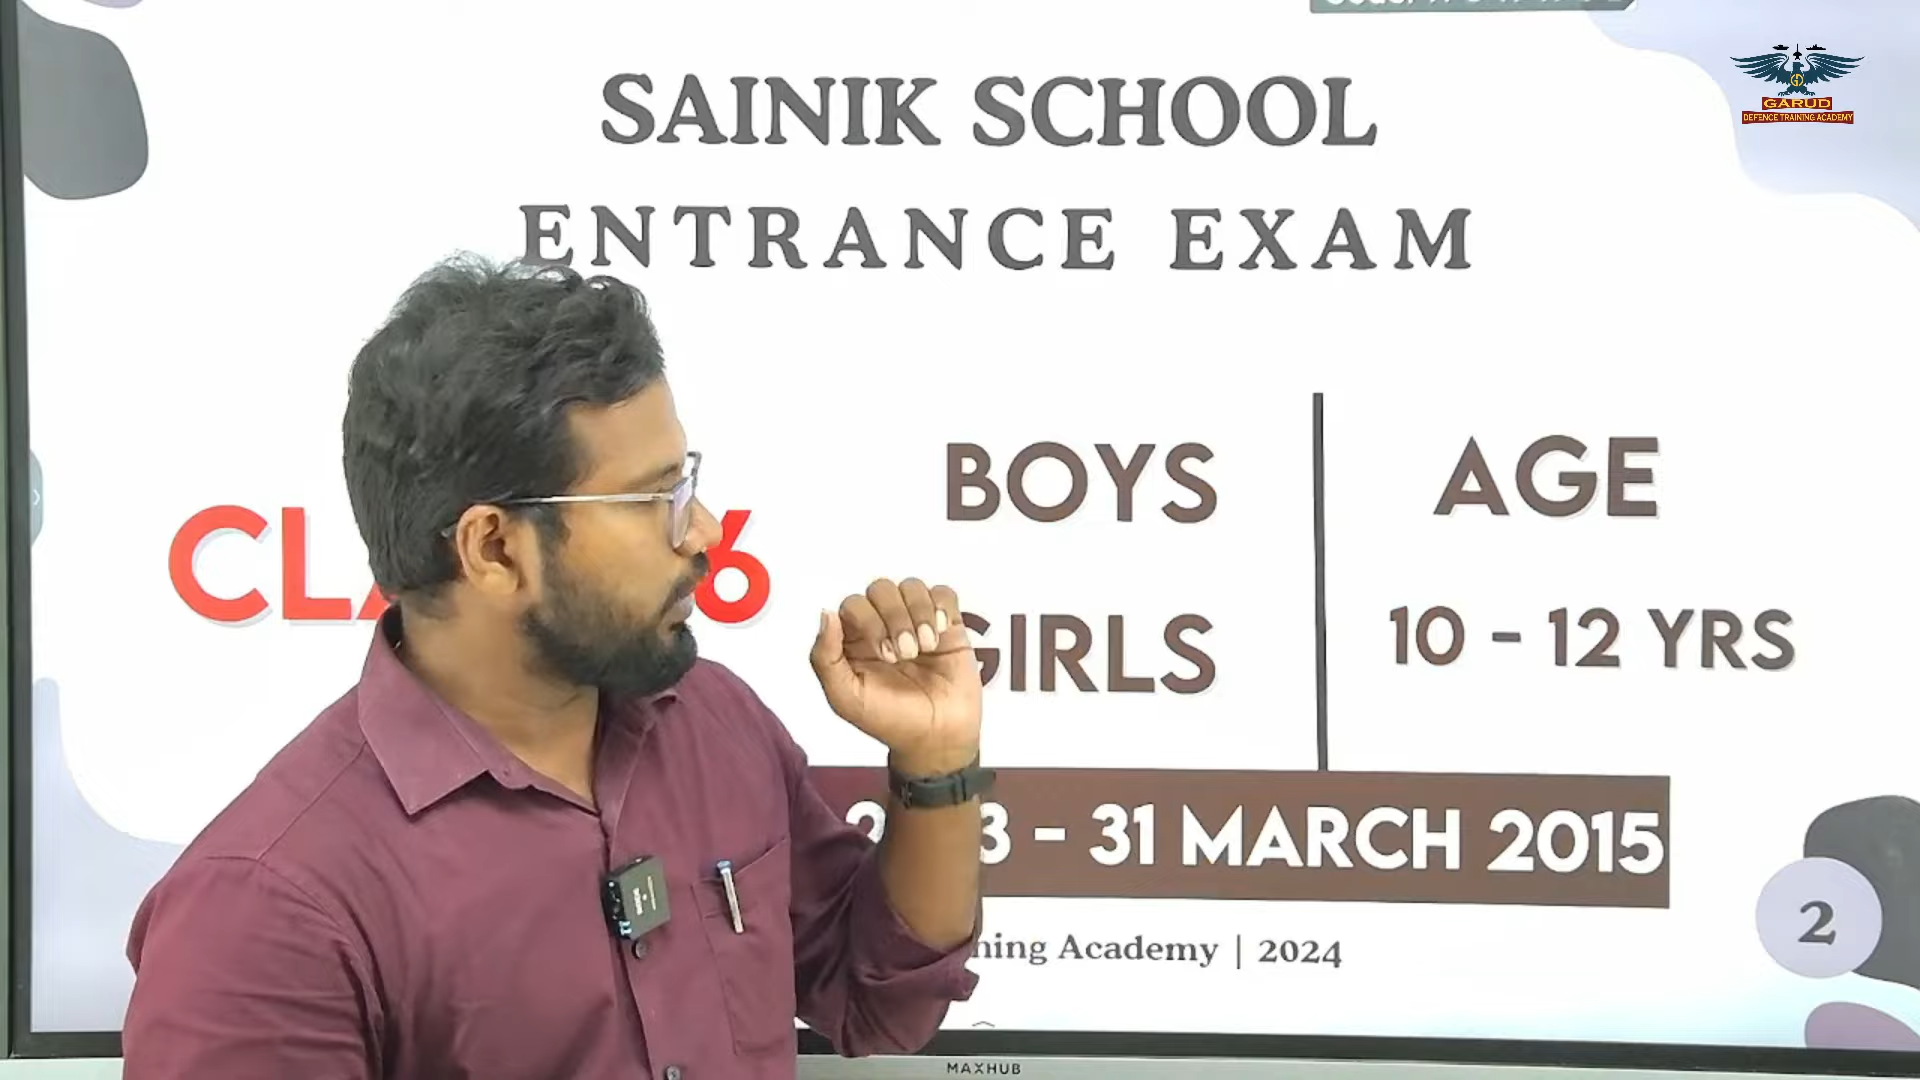 GARUD
DEFENCE TRAINING ACADEMY
SAINIK SCHOOL
ENTRANCE EXAM
BOYS
AGE
6
GIRLS
10 - 12 YRS
- 31 MARCH 2015
Academy | 2024
2
MAXHUB